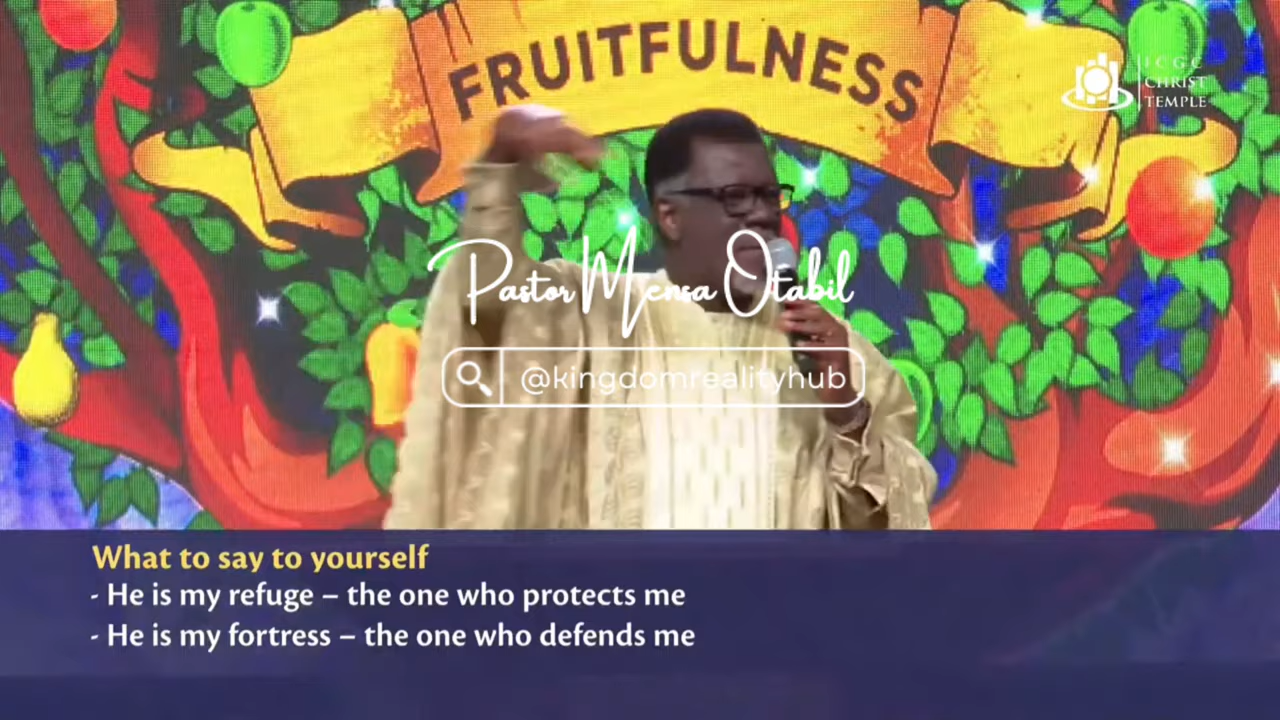 FRUITFULNESS
ICGC
CHRIST
TEMPLE
Pastor Mensa Otabil
@kingdomrealityhub
What to say to yourself
- He is my refuge – the one who protects me
- He is my fortress – the one who defends me